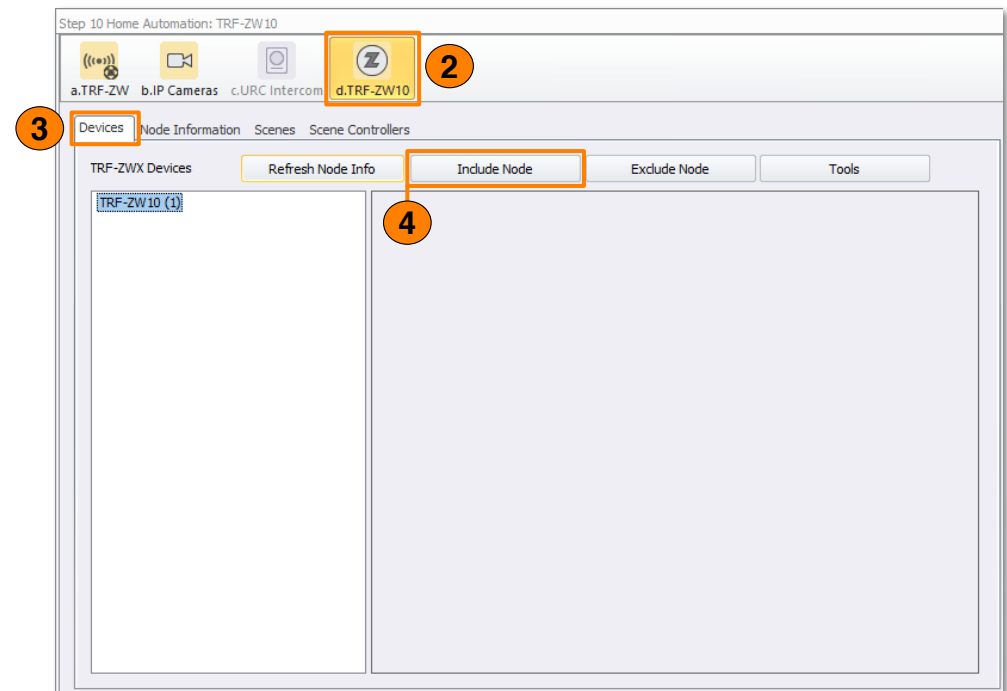 Step 10 Home Automation: TRF-ZW10
a.TRF-ZW b.IP Cameras c.URC Intercom d.TRF-ZW10
2
3
Devices Node Information Scenes Scene Controllers
TRF-ZWX Devices Refresh Node Info Include Node Exclude Node Tools
TRF-ZW10 (1)
4